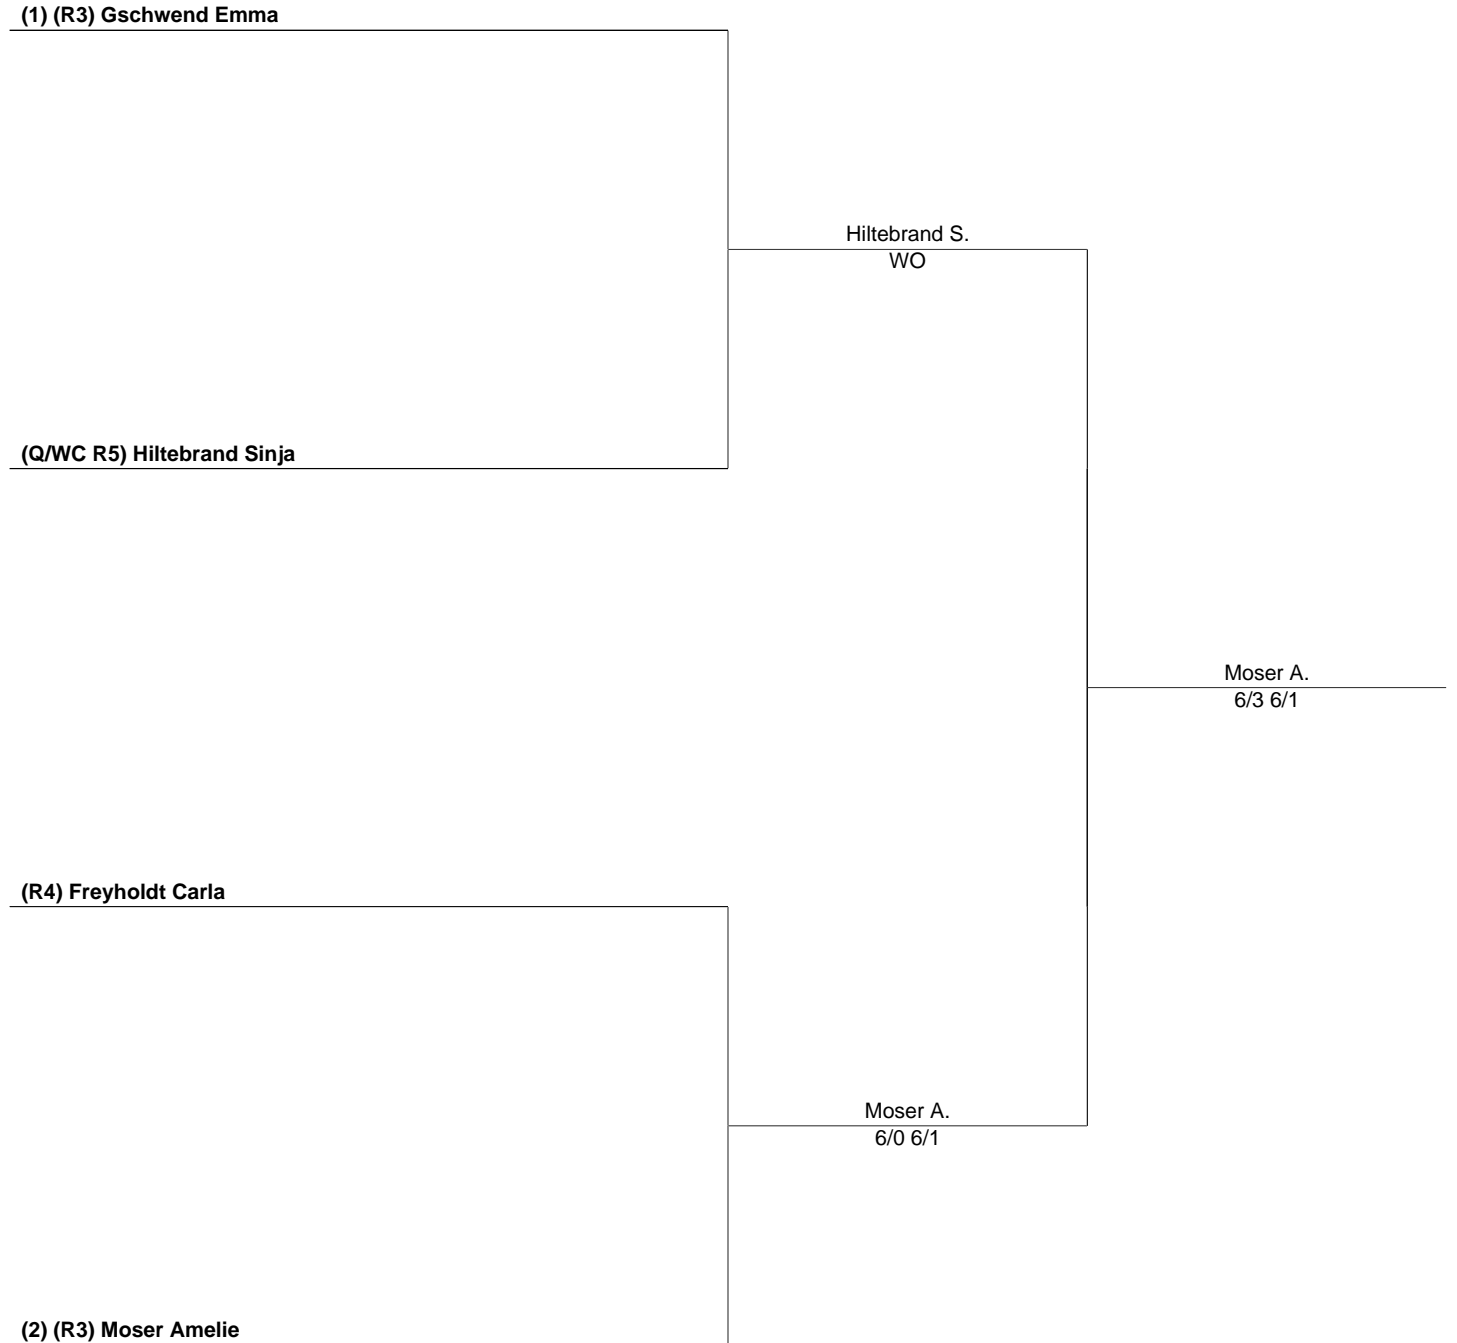 (1) (R3) Gschwend Emma
Hiltebrand S.
WO
(Q/WC R5) Hiltebrand Sinja
Moser A.
6/3 6/1
(R4) Freyholdt Carla
Moser A.
6/0 6/1
(2) (R3) Moser Amelie